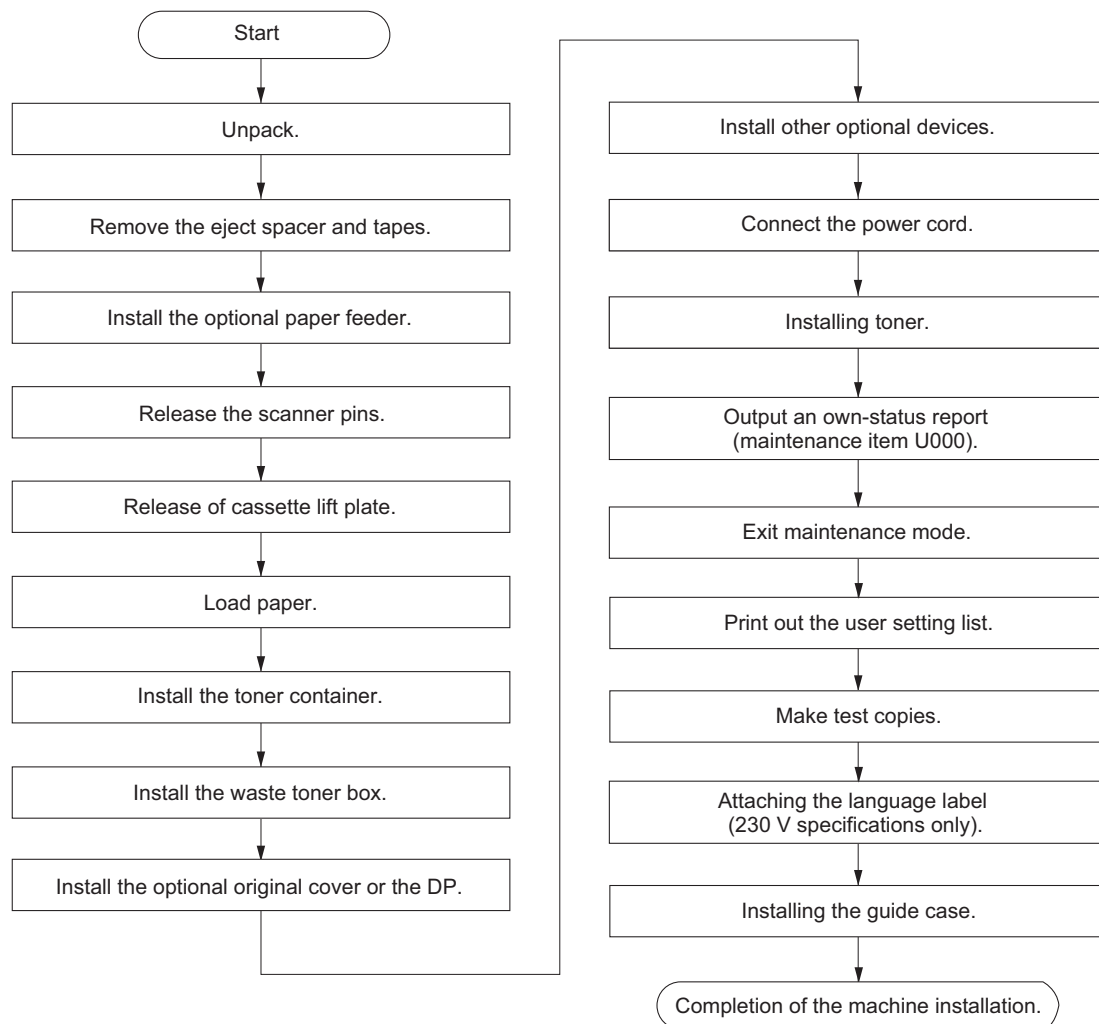 Start
Unpack.
Remove the eject spacer and tapes.
Install the optional paper feeder.
Release the scanner pins.
Release of cassette lift plate.
Load paper.
Install the toner container.
Install the waste toner box.
Install the optional original cover or the DP.
Install other optional devices.
Connect the power cord.
Installing toner.
Output an own-status report
(maintenance item U000).
Exit maintenance mode.
Print out the user setting list.
Make test copies.
Attaching the language label
(230 V specifications only).
Installing the guide case.
Completion of the machine installation.